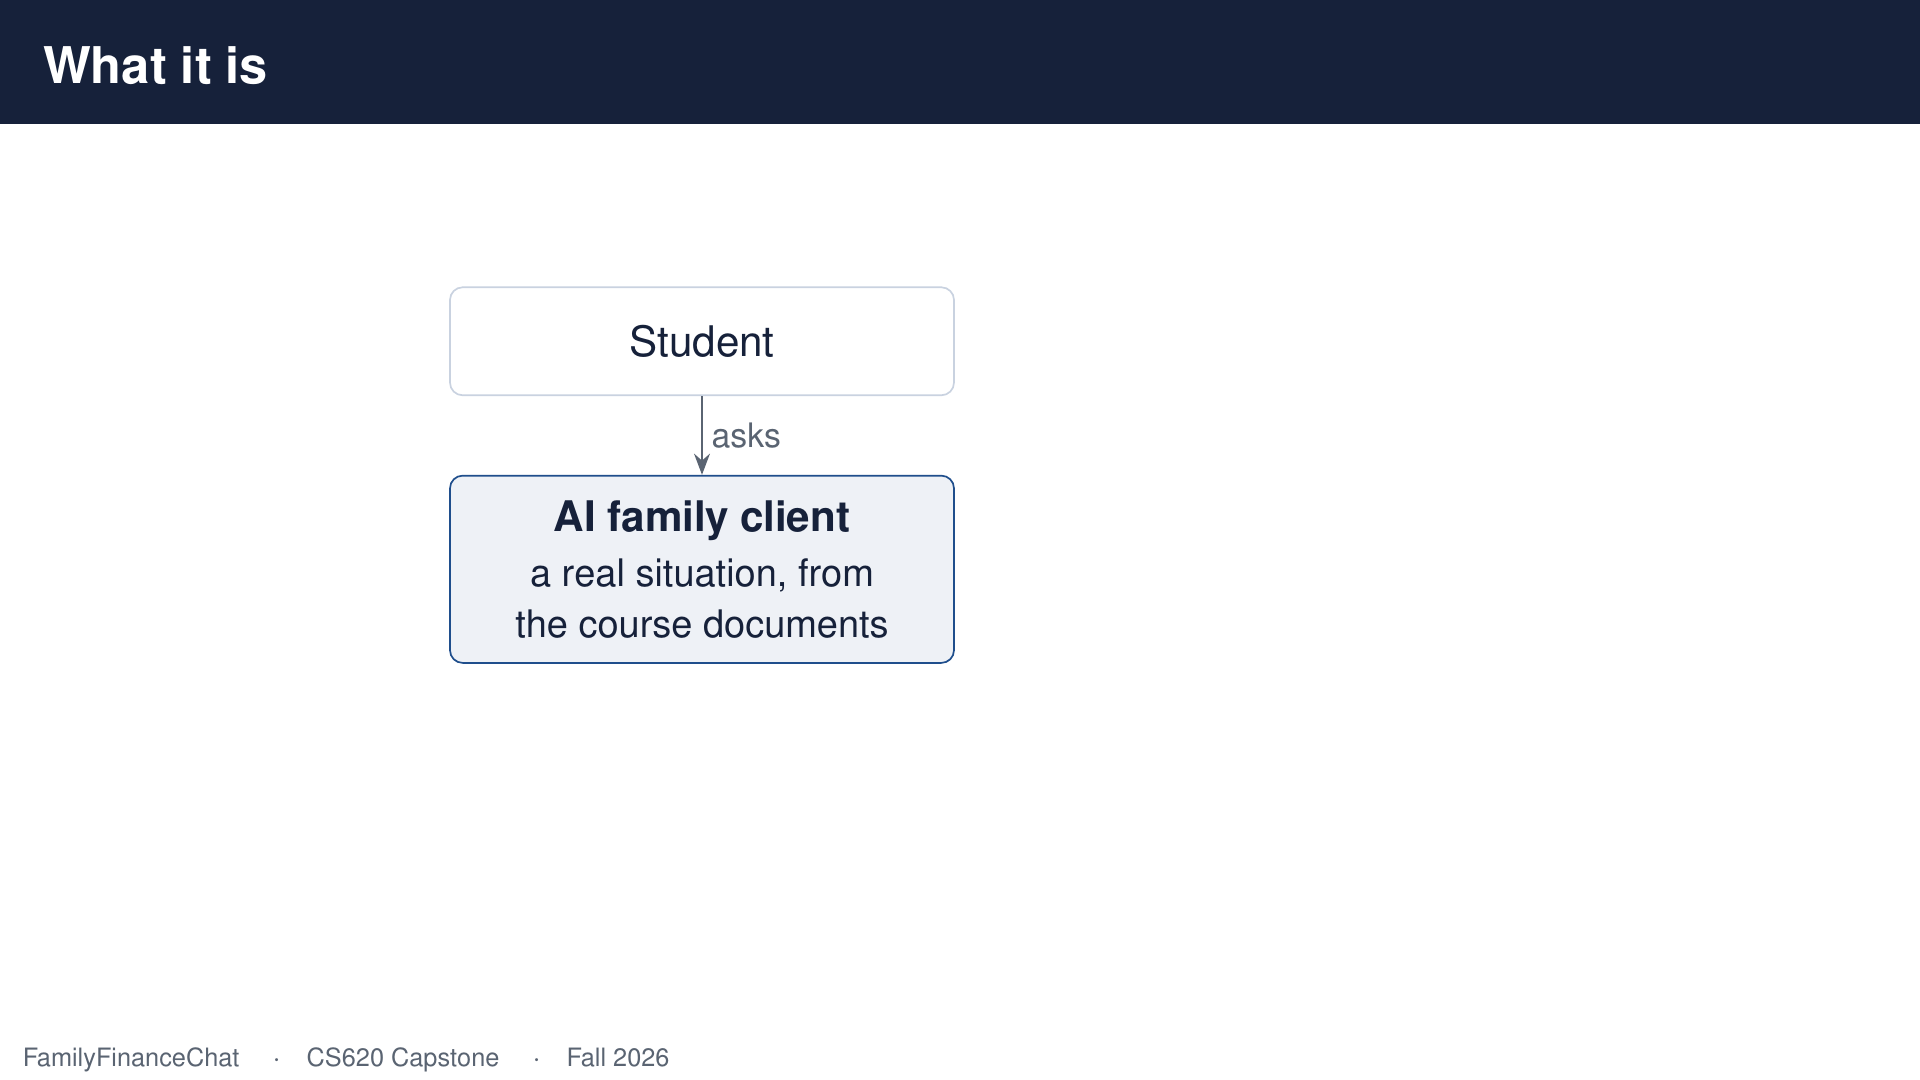 What it is
Student
asks
AI family client
a real situation, from
the course documents
FamilyFinanceChat · CS620 Capstone · Fall 2026